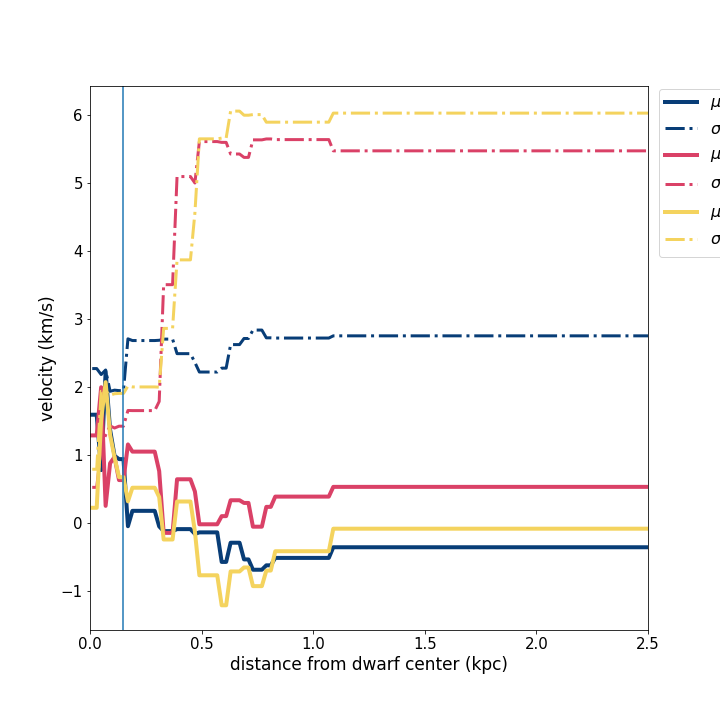 μ
σ
μ
σ
μ
σ
6
5
4
3
2
1
0
−1
velocity (km/s)
0.0 0.5 1.0 1.5 2.0 2.5
distance from dwarf center (kpc)